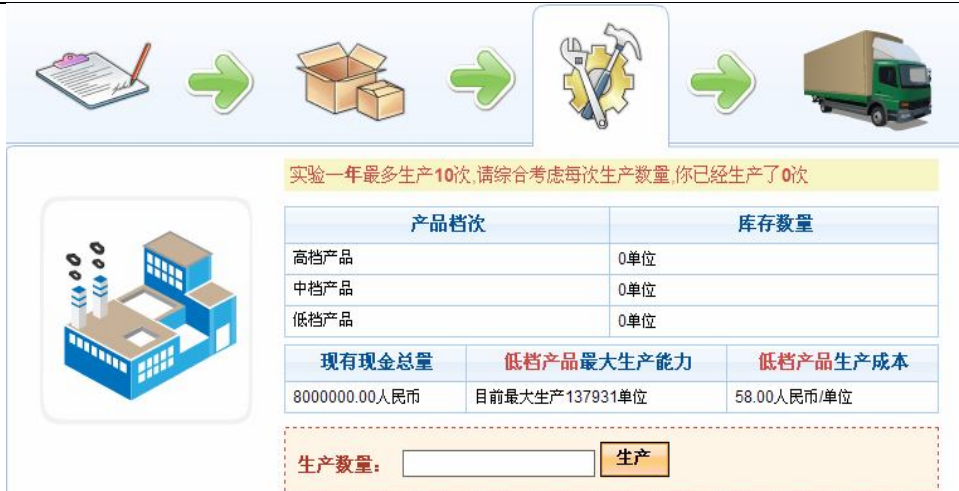 实验一年最多生产10次,请综合考虑每次生产数量,你已经生产了0次
产品档次 库存数量
高档产品 0单位
中档产品 0单位
低档产品 0单位
现有现金总量 低档产品最大生产能力 低档产品生产成本
8000000.00人民币 目前最大生产137931单位 58.00人民币/单位
生产数量： 生产